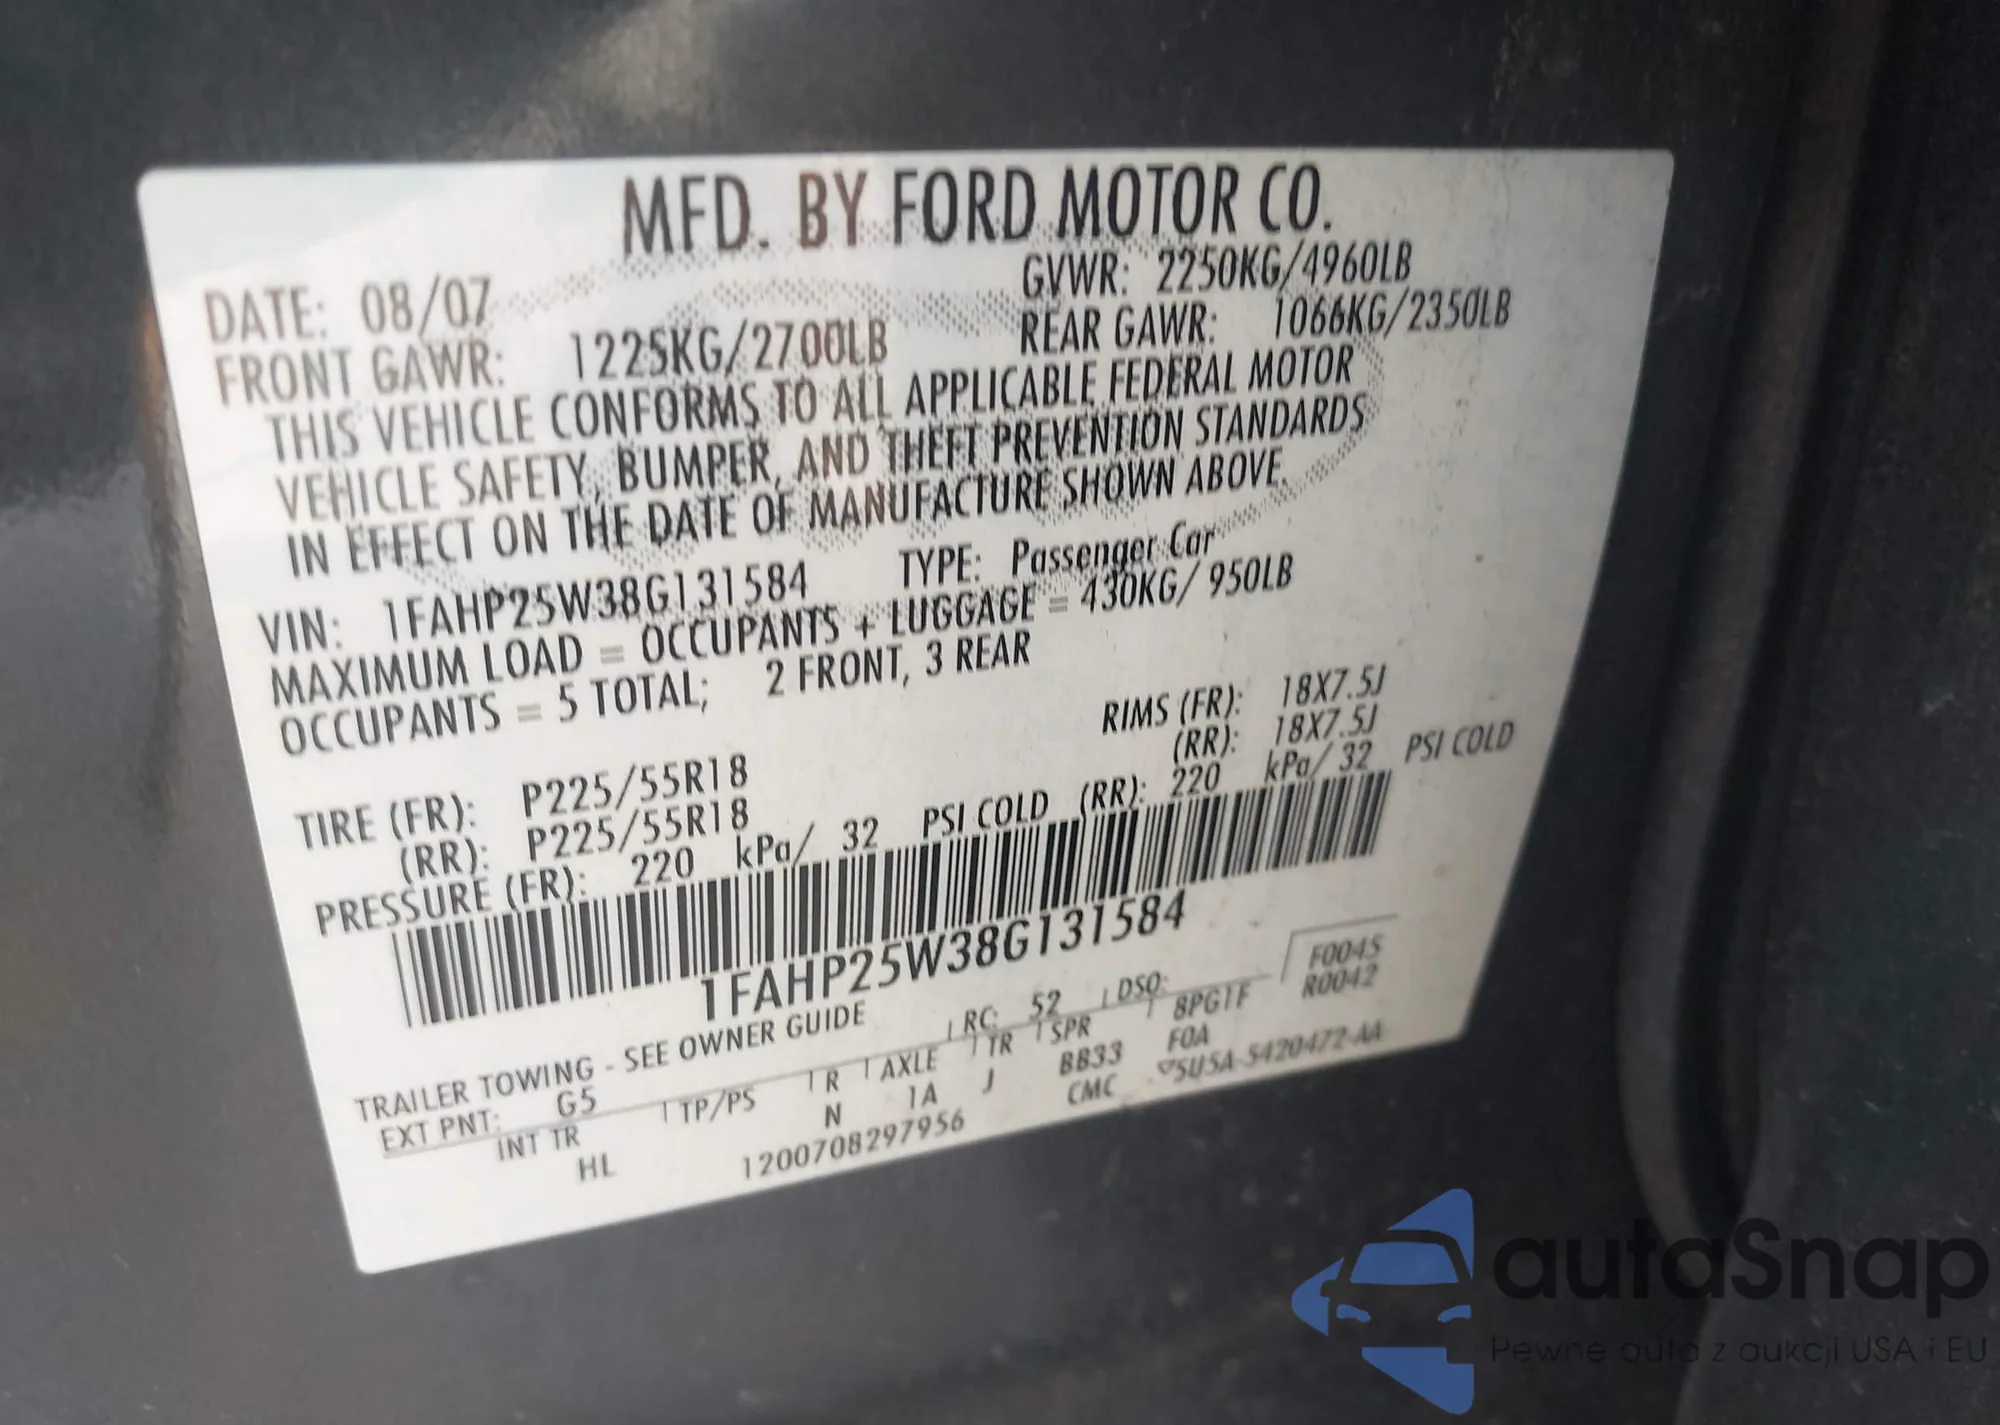 MFD. BY FORD MOTOR CO.
DATE: 08/07 GVWR: 2250KG/4960LB
FRONT GAWR: 1225KG/2700LB REAR GAWR: 1066KG/2350LB
THIS VEHICLE CONFORMS TO ALL APPLICABLE FEDERAL MOTOR
VEHICLE SAFETY, BUMPER, AND THEFT PREVENTION STANDARDS
IN EFFECT ON THE DATE OF MANUFACTURE SHOWN ABOVE.
VIN: 1FAHP25W38G131584 TYPE: Passenger Car
MAXIMUM LOAD = OCCUPANTS + LUGGAGE = 430KG/ 950LB
OCCUPANTS = 5 TOTAL; 2 FRONT, 3 REAR
RIMS (FR): 18X7.5J
TIRE (FR): P225/55R18 (RR): 18X7.5J
(RR): P225/55R18
PRESSURE (FR): 220 kPa/ 32 PSI COLD (RR): 220 kPa/ 32 PSI COLD
1FAHP25W38G131584
F0045
TRAILER TOWING - SEE OWNER GUIDE R0042
EXT PNT: G5 RC: 52 DSO:
INT TR TP/PS R AXLE TR SPR 8PG1F
HL N 1A J BB33 F0A
1200708297956 CMC ▽5U5A-5420472-AA
autaSnap
Pewne auta z aukcji USA i EU